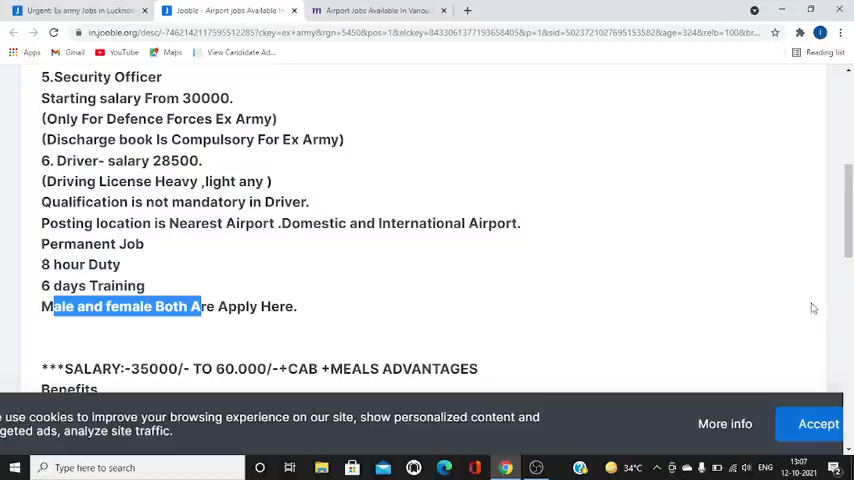 Urgent: Ex army Jobs in Lucknow
Jooble - Airport jobs Available In
Airport Jobs Available In Variou
in.jooble.org/desc/-7462142117595512285?ckey=ex+army&rgn=5450&pos=1&elckey=8433061377193658405&p=1&sid=5023721027695153582&age=324&relb=100&br...
Apps
Gmail
YouTube
Maps
View Candidate Ad...
Reading list
5.Security Officer
Starting salary From 30000.
(Only For Defence Forces Ex Army)
(Discharge book Is Compulsory For Ex Army)
6. Driver- salary 28500.
(Driving License Heavy ,light any )
Qualification is not mandatory in Driver.
Posting location is Nearest Airport .Domestic and International Airport.
Permanent Job
8 hour Duty
6 days Training
Male and female Both Are Apply Here.
***SALARY:-35000/- TO 60.000/-+CAB +MEALS ADVANTAGES
Benefits
e use cookies to improve your browsing experience on our site, show personalized content and
geted ads, analyze site traffic.
More info
Accept
Type here to search
34°C
ENG
13:07
12-10-2021
2